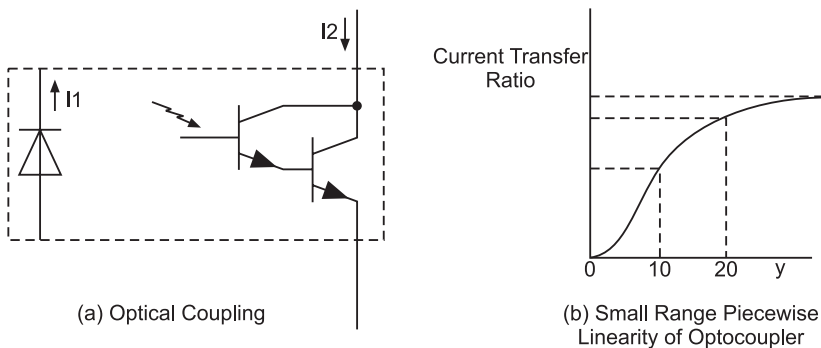 I2
I1
(a) Optical Coupling
Current Transfer
Ratio
0 10 20 y
(b) Small Range Piecewise
Linearity of Optocoupler